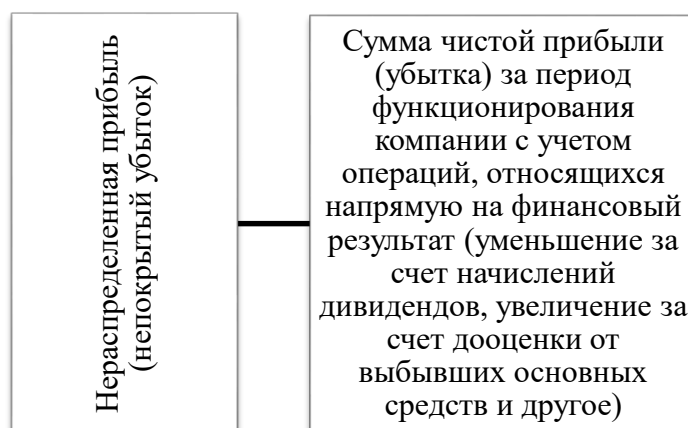 Нераспределенная прибыль
(непокрытый убыток)
Сумма чистой прибыли
(убытка) за период
функционирования
компании с учетом
операций, относящихся
напрямую на финансовый
результат (уменьшение за
счет начислений
дивидендов, увеличение за
счет дооценки от
выбывших основных
средств и другое)